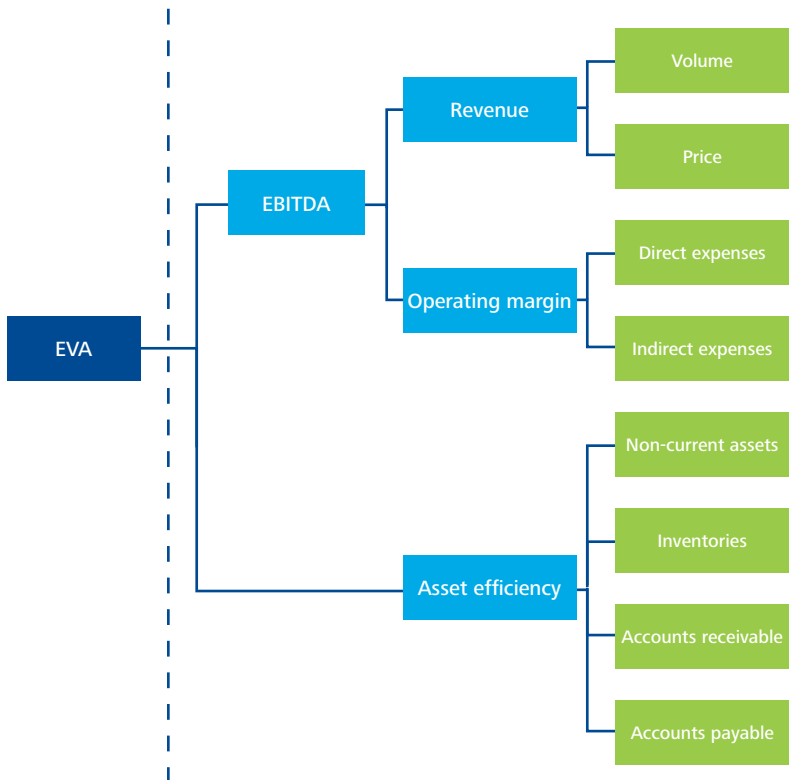 Volume
Revenue
Price
EBITDA
Direct expenses
Operating margin
Indirect expenses
EVA
Non-current assets
Inventories
Asset efficiency
Accounts receivable
Accounts payable